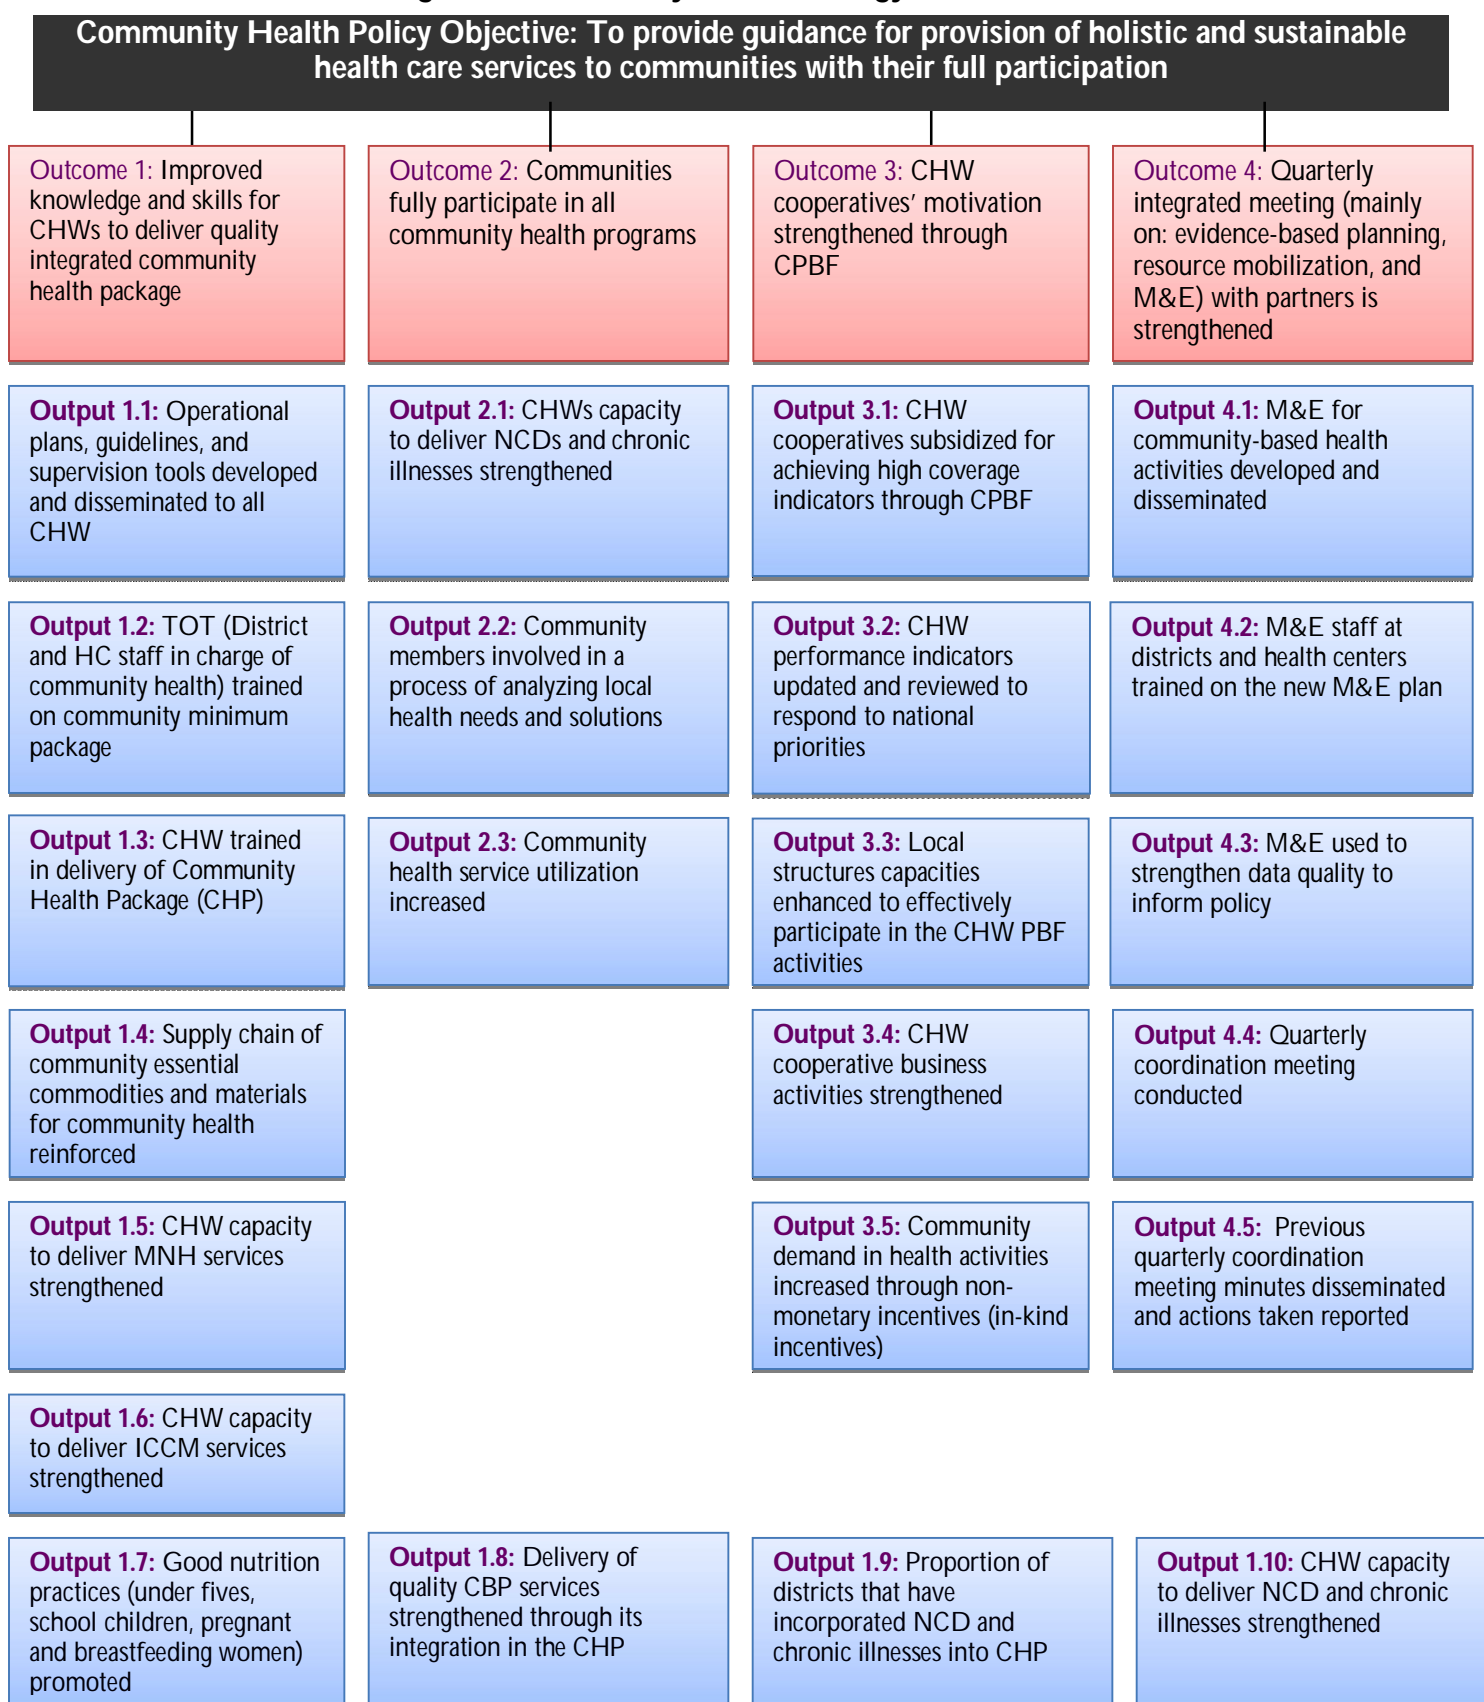 Community Health Policy Objective: To provide guidance for provision of holistic and sustainable
health care services to communities with their full participation
Outcome 1: Improved
knowledge and skills for
CHWs to deliver quality
integrated community
health package
Outcome 2: Communities
fully participate in all
community health programs
Outcome 3: CHW
cooperatives’ motivation
strengthened through
CPBF
Outcome 4: Quarterly
integrated meeting (mainly
on: evidence-based planning,
resource mobilization, and
M&E) with partners is
strengthened
Output 1.1: Operational
plans, guidelines, and
supervision tools developed
and disseminated to all
CHW
Output 2.1: CHWs capacity
to deliver NCDs and chronic
illnesses strengthened
Output 3.1: CHW
cooperatives subsidized for
achieving high coverage
indicators through CPBF
Output 4.1: M&E for
community-based health
activities developed and
disseminated
Output 1.2: TOT (District
and HC staff in charge of
community health) trained
on community minimum
package
Output 2.2: Community
members involved in a
process of analyzing local
health needs and solutions
Output 3.2: CHW
performance indicators
updated and reviewed to
respond to national
priorities
Output 4.2: M&E staff at
districts and health centers
trained on the new M&E plan
Output 1.3: CHW trained
in delivery of Community
Health Package (CHP)
Output 2.3: Community
health service utilization
increased
Output 3.3: Local
structures capacities
enhanced to effectively
participate in the CHW PBF
activities
Output 4.3: M&E used to
strengthen data quality to
inform policy
Output 1.4: Supply chain of
community essential
commodities and materials
for community health
reinforced
Output 3.4: CHW
cooperative business
activities strengthened
Output 4.4: Quarterly
coordination meeting
conducted
Output 1.5: CHW capacity
to deliver MNH services
strengthened
Output 3.5: Community
demand in health activities
increased through non-
monetary incentives (in-kind
incentives)
Output 4.5: Previous
quarterly coordination
meeting minutes disseminated
and actions taken reported
Output 1.6: CHW capacity
to deliver ICCM services
strengthened
Output 1.7: Good nutrition
practices (under fives,
school children, pregnant
and breastfeeding women)
promoted
Output 1.8: Delivery of
quality CBP services
strengthened through its
integration in the CHP
Output 1.9: Proportion of
districts that have
incorporated NCD and
chronic illnesses into CHP
Output 1.10: CHW capacity
to deliver NCD and chronic
illnesses strengthened